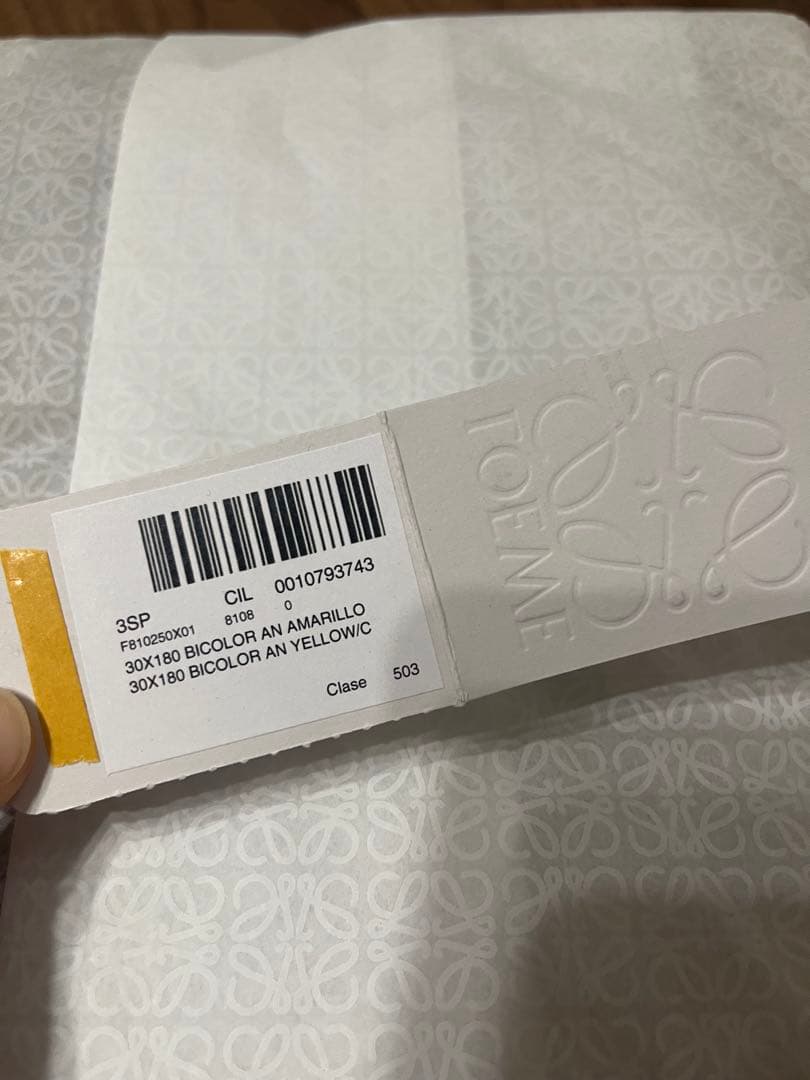 3SP CIL 0010793743
F810250X01 8108 0
30X180 BICOLOR AN AMARILLO
30X180 BICOLOR AN YELLOW/C
Clase 503
LOEWE